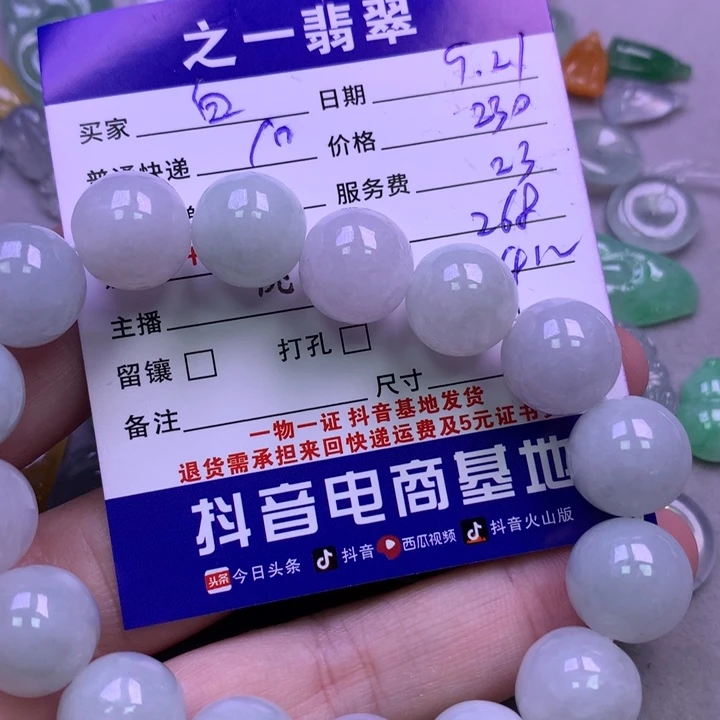 之一翡翠
买家 日期 9.21
普通快递 价格 230
服务费 23
268
主播
留镶 打孔
备注 尺寸
一物一证 抖音基地发货
退货需承担来回快递运费及5元证书
抖音电商基地
头条 今日头条 抖音 西瓜视频 抖音火山版